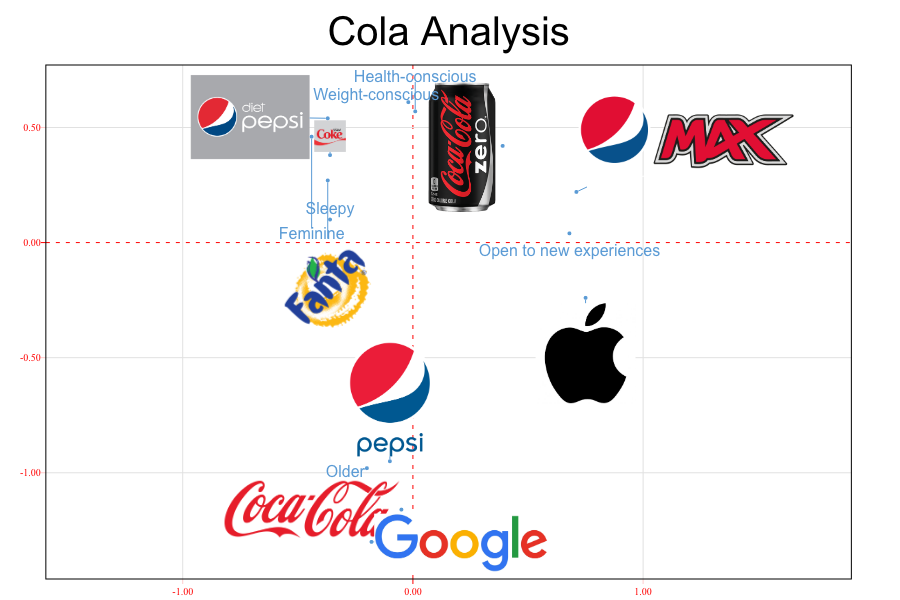 Cola Analysis
Health-conscious
Weight-conscious
0.50
diet
pepsi
Coke
Coca-Cola
zero
MAX
Sleepy
Feminine
0.00
Open to new experiences
Fanta
-0.50
pepsi
-1.00
Older
Coca-Cola
Google
-1.00
0.00
1.00